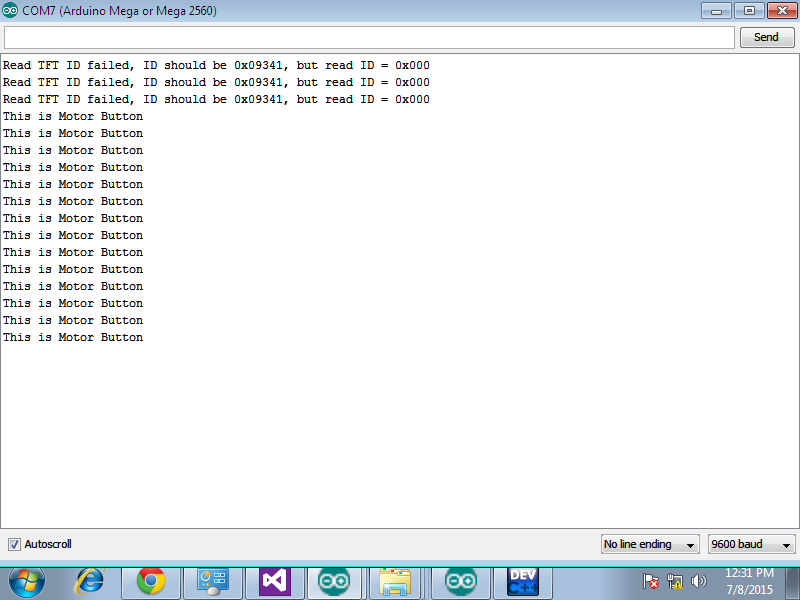 COM7 (Arduino Mega or Mega 2560)
Send
Read TFT ID failed, ID should be 0x09341, but read ID = 0x000
Read TFT ID failed, ID should be 0x09341, but read ID = 0x000
Read TFT ID failed, ID should be 0x09341, but read ID = 0x000
This is Motor Button
This is Motor Button
This is Motor Button
This is Motor Button
This is Motor Button
This is Motor Button
This is Motor Button
This is Motor Button
This is Motor Button
This is Motor Button
This is Motor Button
This is Motor Button
This is Motor Button
This is Motor Button
Autoscroll
No line ending
9600 baud
DEV
C++
12:31 PM
7/8/2015